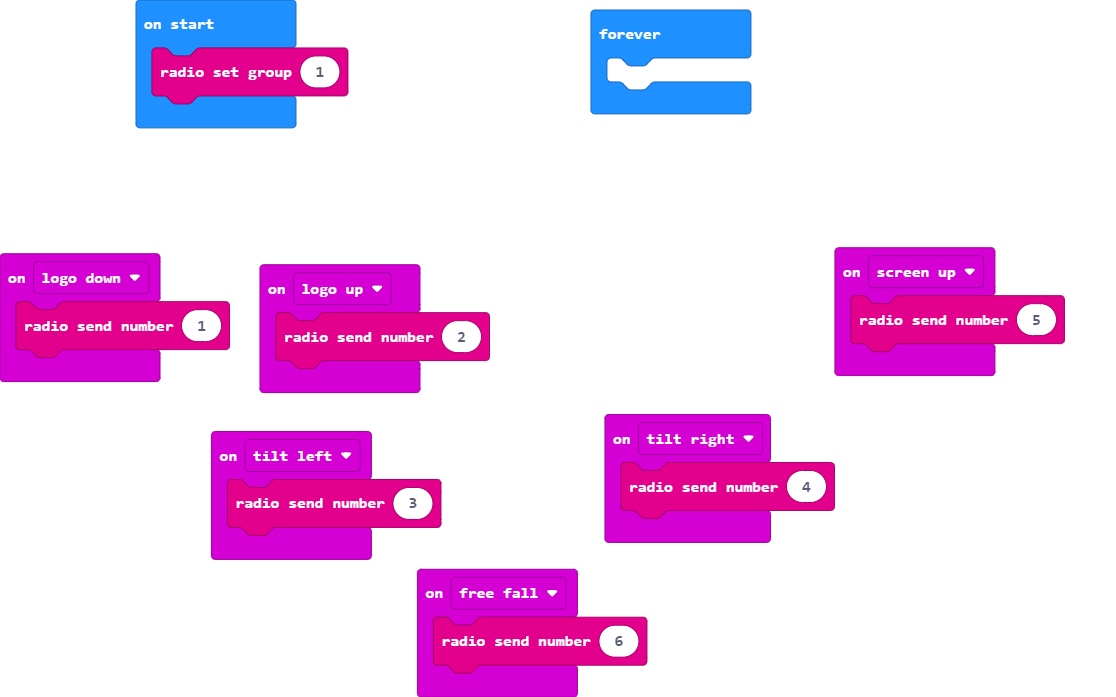 on start
radio set group 1
forever
on logo down
radio send number 1
on logo up
radio send number 2
on screen up
radio send number 5
on tilt left
radio send number 3
on tilt right
radio send number 4
on free fall
radio send number 6